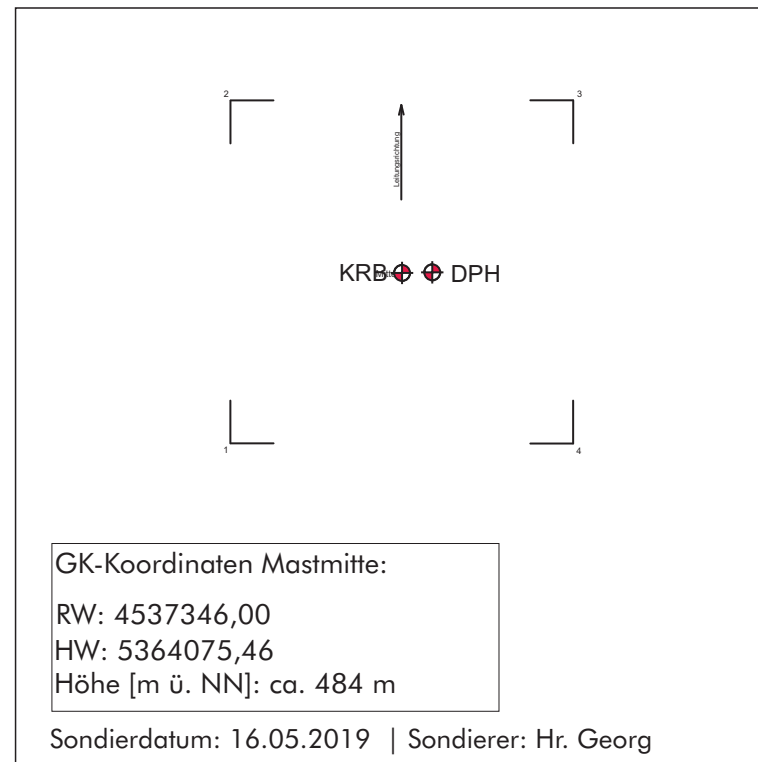 2
3
Leitungsrichtung
KRB Mitte DPH
1
4
GK-Koordinaten Mastmitte:
RW: 4537346,00
HW: 5364075,46
Höhe [m ü. NN]: ca. 484 m
Sondierdatum: 16.05.2019 | Sondierer: Hr. Georg